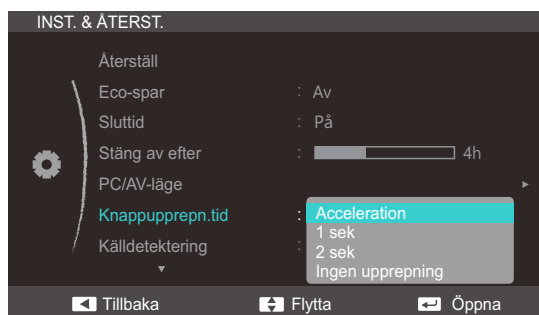 INST. & ÅTERST.
Återställ
Eco-spar : Av
Sluttid : På
Stäng av efter : 4h
PC/AV-läge
Knappupprepn.tid : Acceleration
1 sek
Källdetektering : 2 sek
Ingen upprepning
Tillbaka Flytta Öppna